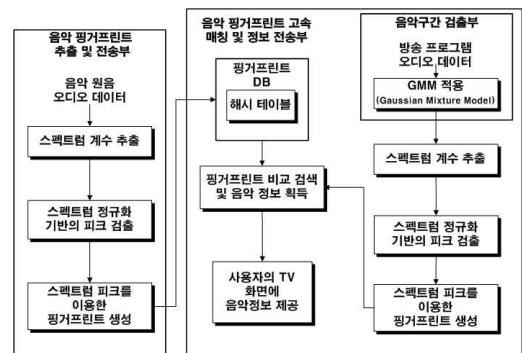 음악 핑거프린트
추출 및 전송부
음악 원음
오디오 데이터
스펙트럼 계수 추출
스펙트럼 정규화
기반의 피크 검출
스펙트럼 피크를
이용한
핑거프린트 생성
음악 핑거프린트 고속
매칭 및 정보 전송부
핑거프린트
DB
해시 테이블
핑거프린트 비교 검색
및 음악 정보 획득
사용자의 TV
화면에
음악정보 제공
음악구간 검출부
방송 프로그램
오디오 데이터
GMM 적용
(Gaussian Mixture Model)
스펙트럼 계수 추출
스펙트럼 정규화
기반의 피크 검출
스펙트럼 피크를
이용한
핑거프린트 생성